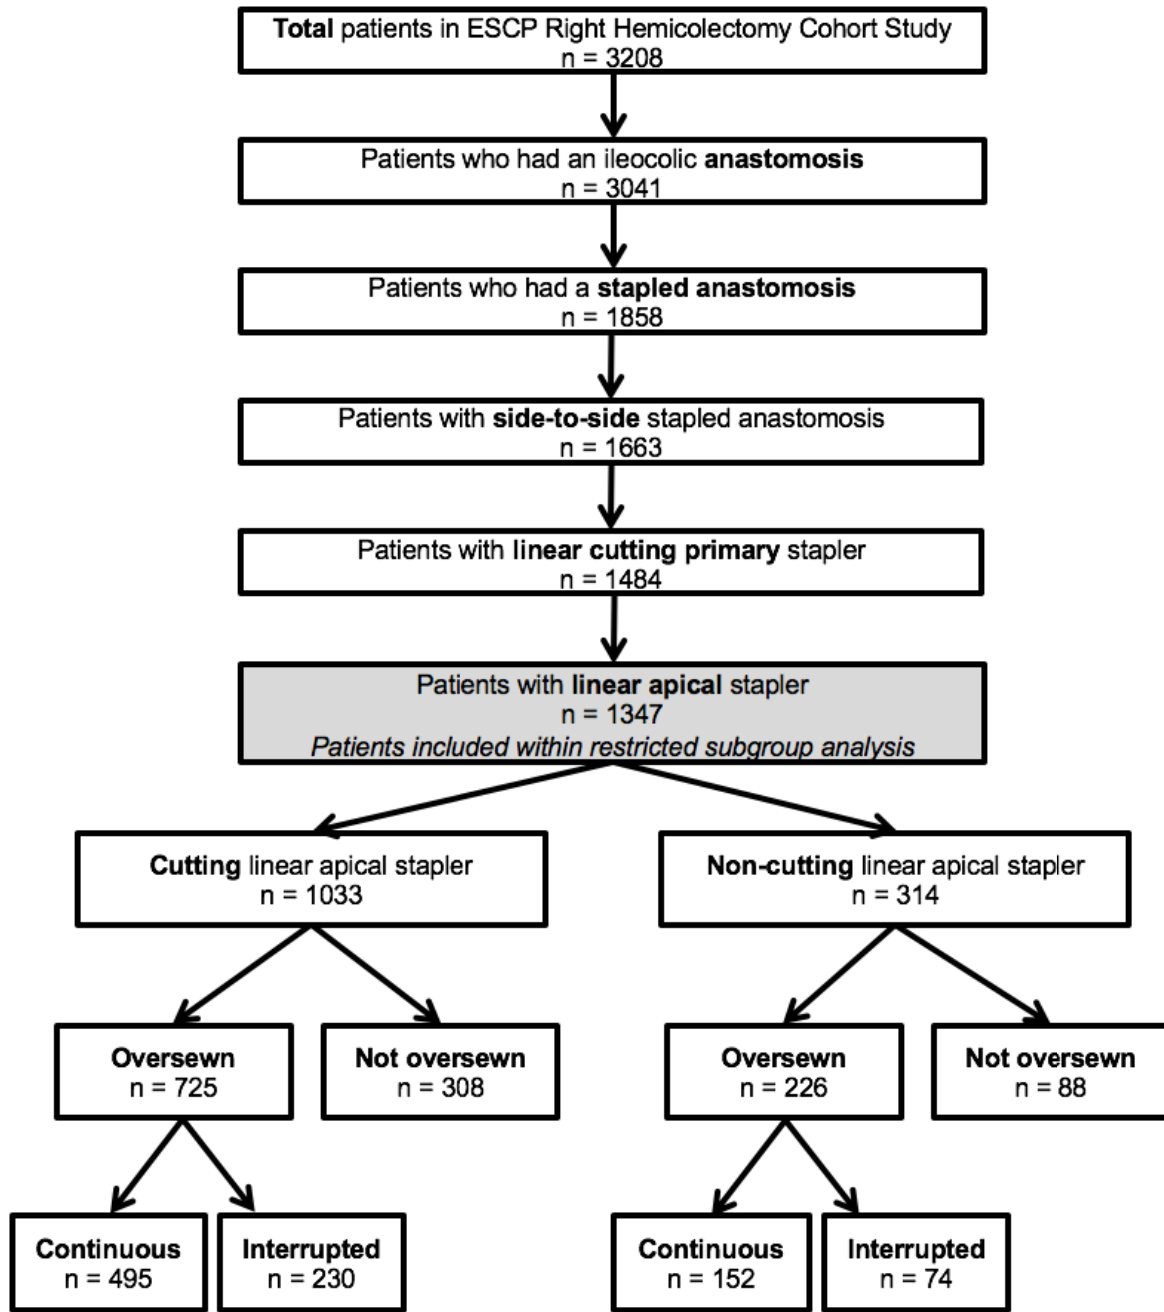 Total patients in ESCP Right Hemicolectomy Cohort Study
n = 3208
Patients who had an ileocolic anastomosis
n = 3041
Patients who had a stapled anastomosis
n = 1858
Patients with side-to-side stapled anastomosis
n = 1663
Patients with linear cutting primary stapler
n = 1484
Patients with linear apical stapler
n = 1347
Patients included within restricted subgroup analysis
Cutting linear apical stapler
n = 1033
Non-cutting linear apical stapler
n = 314
Oversewn
n = 725
Not oversewn
n = 308
Oversewn
n = 226
Not oversewn
n = 88
Continuous
n = 495
Interrupted
n = 230
Continuous
n = 152
Interrupted
n = 74